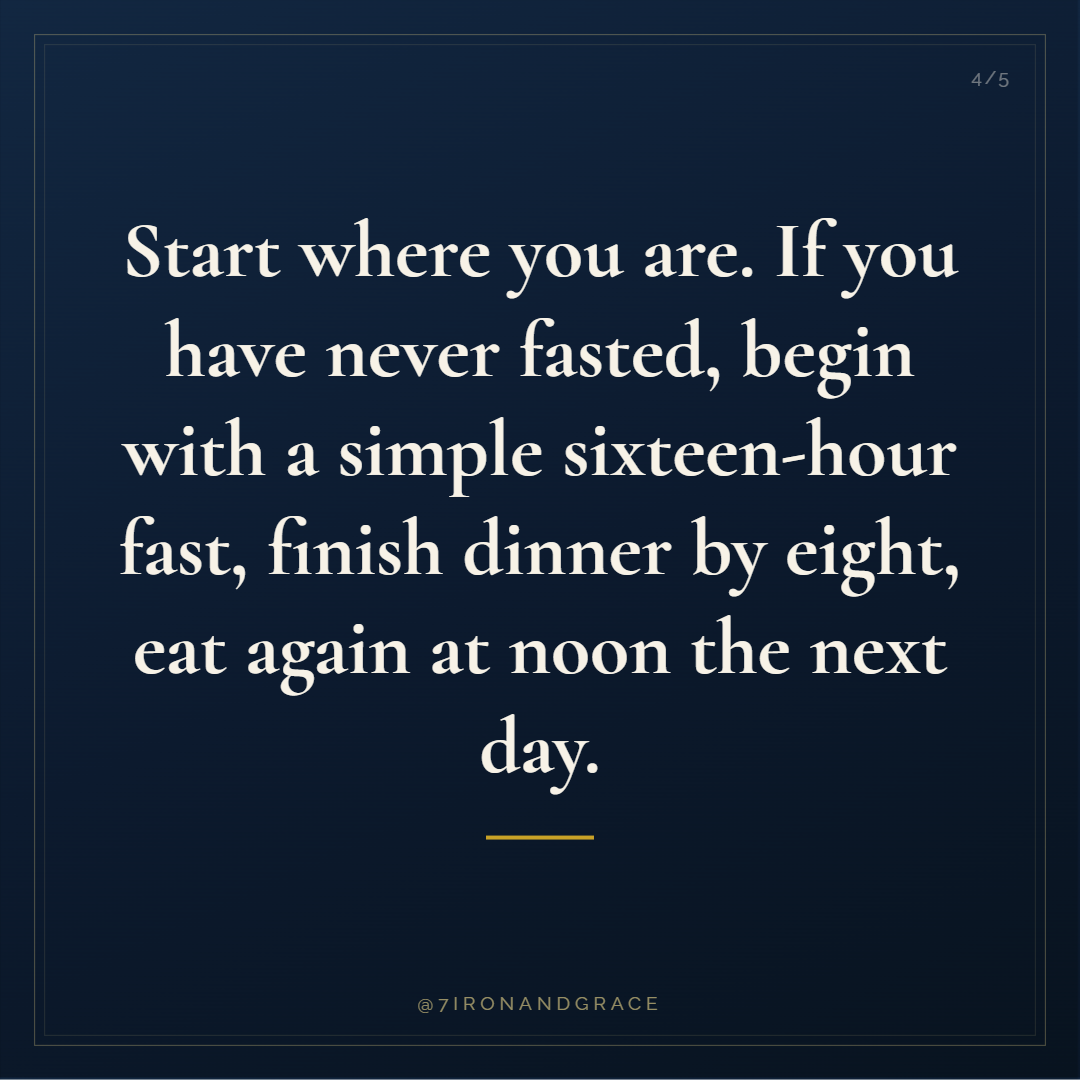 4/5
Start where you are. If you
have never fasted, begin
with a simple sixteen-hour
fast, finish dinner by eight,
eat again at noon the next
day.
@7IRONANDGRACE